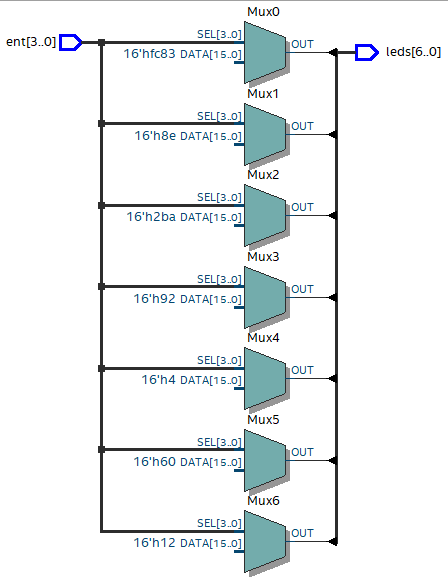 Mux0
ent[3..0]
SEL[3..0]
16'hfc83 DATA[15..0]
OUT
leds[6..0]
Mux1
SEL[3..0]
16'h8e DATA[15..0]
OUT
Mux2
SEL[3..0]
16'h2ba DATA[15..0]
OUT
Mux3
SEL[3..0]
16'h92 DATA[15..0]
OUT
Mux4
SEL[3..0]
16'h4 DATA[15..0]
OUT
Mux5
SEL[3..0]
16'h60 DATA[15..0]
OUT
Mux6
SEL[3..0]
16'h12 DATA[15..0]
OUT